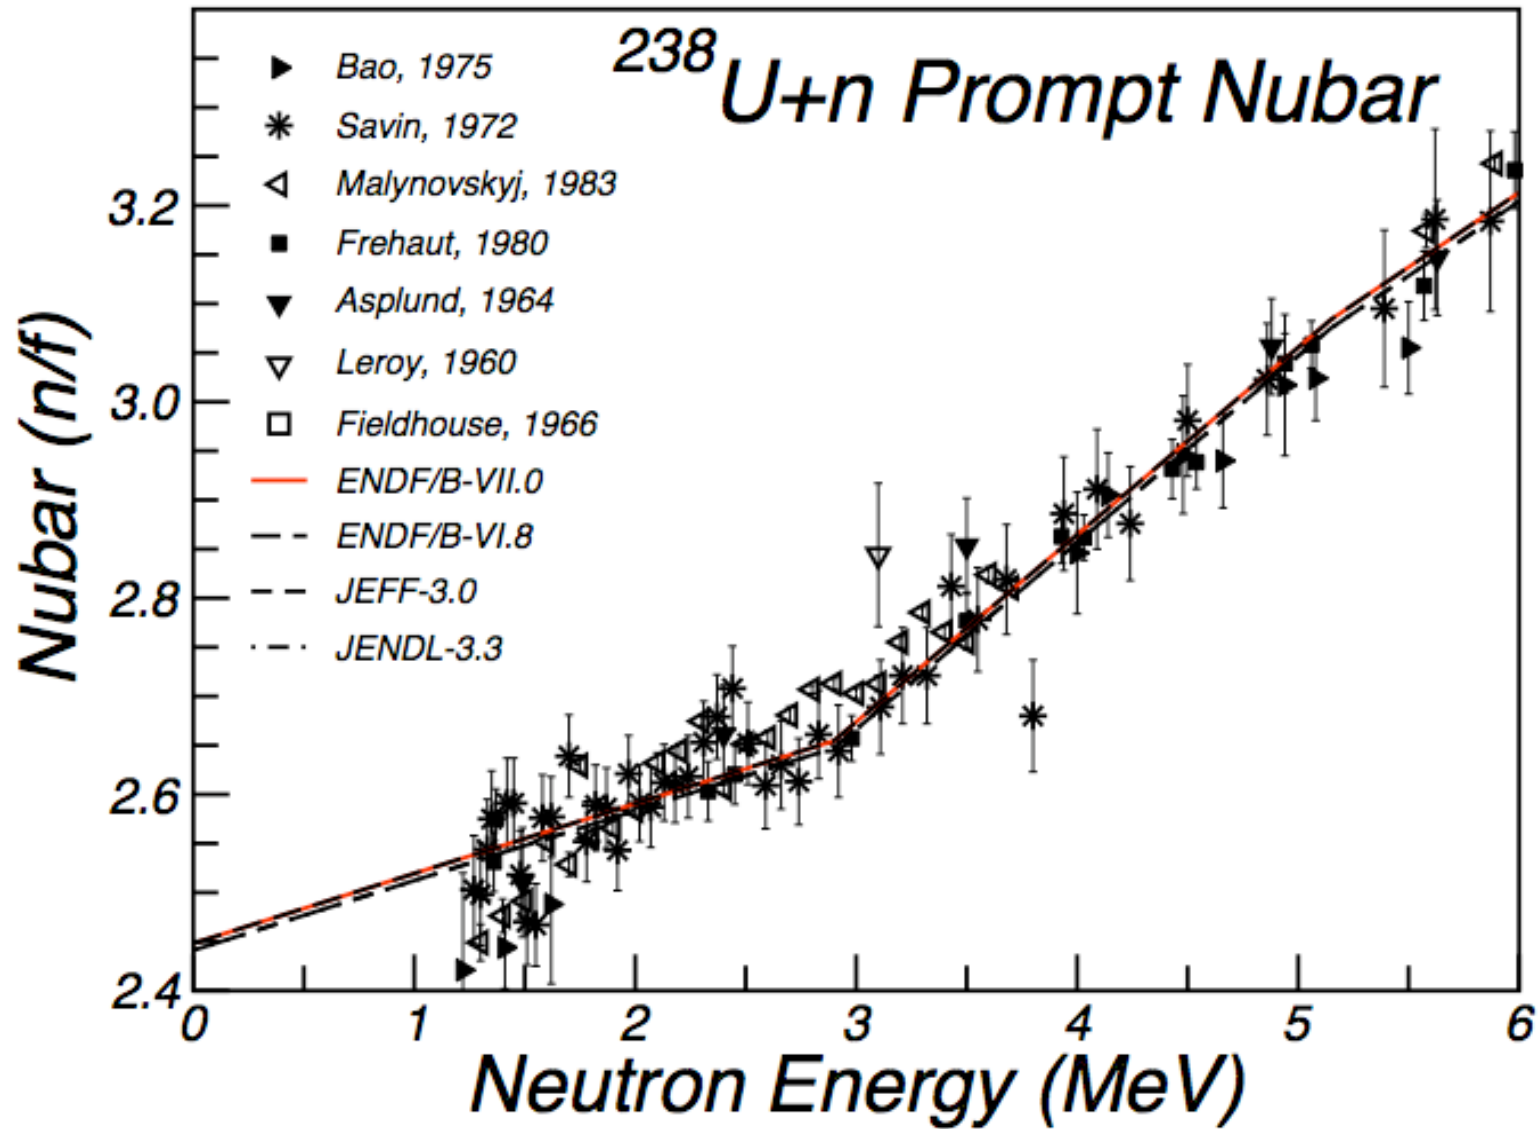 238U+n Prompt Nubar
Bao, 1975
Savin, 1972
Malynovskyj, 1983
Frehaut, 1980
Asplund, 1964
Leroy, 1960
Fieldhouse, 1966
ENDF/B-VII.0
ENDF/B-VI.8
JEFF-3.0
JENDL-3.3
Nubar (n/f)
3.2
3.0
2.8
2.6
2.4
0 1 2 3 4 5 6
Neutron Energy (MeV)